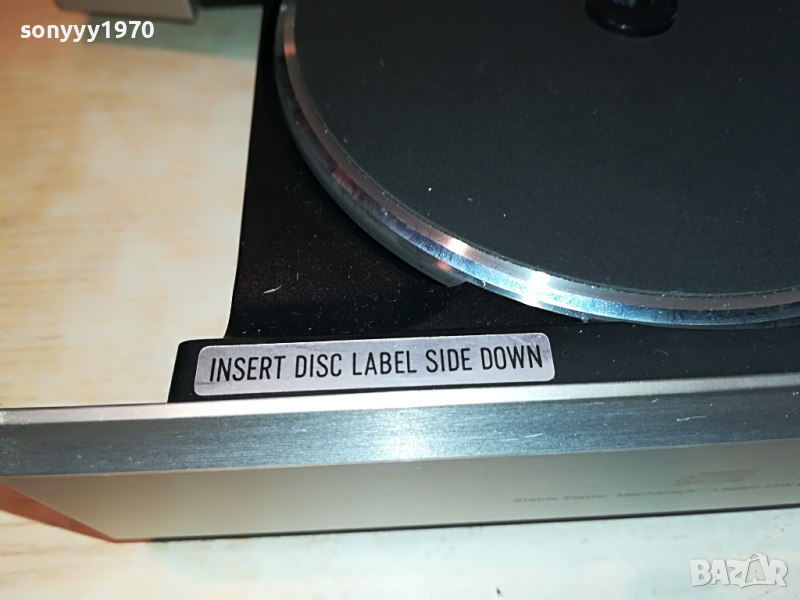 sonyyy1970
INSERT DISC LABEL SIDE DOWN
BAZAR